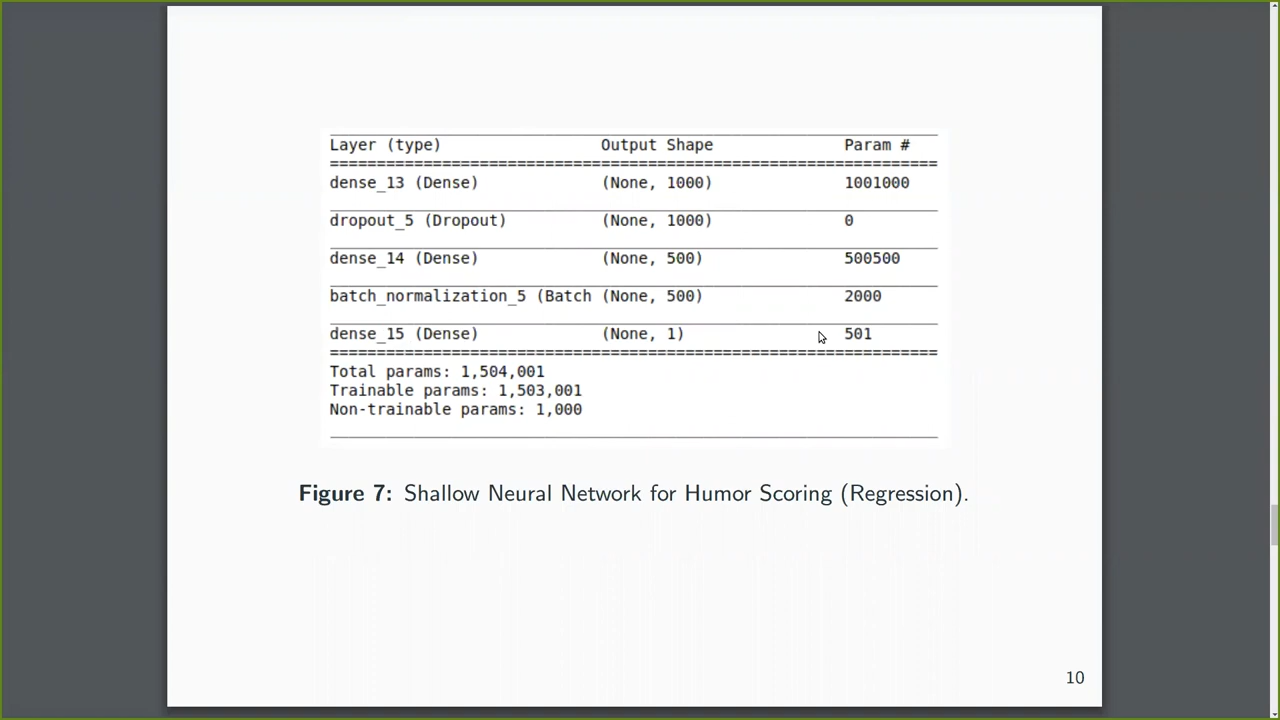 Layer (type) Output Shape Param #
=================================================================
dense_13 (Dense) (None, 1000) 1001000
dropout_5 (Dropout) (None, 1000) 0
dense_14 (Dense) (None, 500) 500500
batch_normalization_5 (Batch (None, 500) 2000
dense_15 (Dense) (None, 1) 501
=================================================================
Total params: 1,504,001
Trainable params: 1,503,001
Non-trainable params: 1,000
Figure 7: Shallow Neural Network for Humor Scoring (Regression).
10